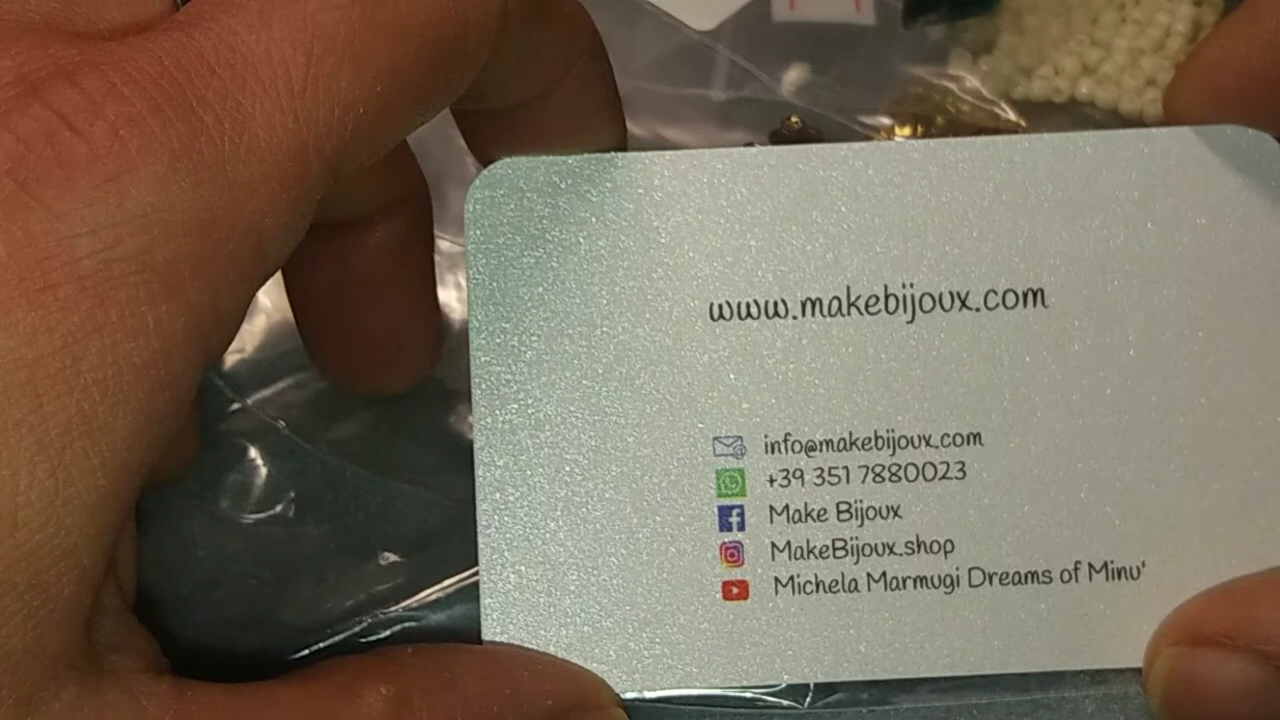 www.makebijoux.com
info@makebijoux.com
+39 351 7880023
Make Bijoux
MakeBijoux.shop
Michela Marmugi Dreams of Minu'